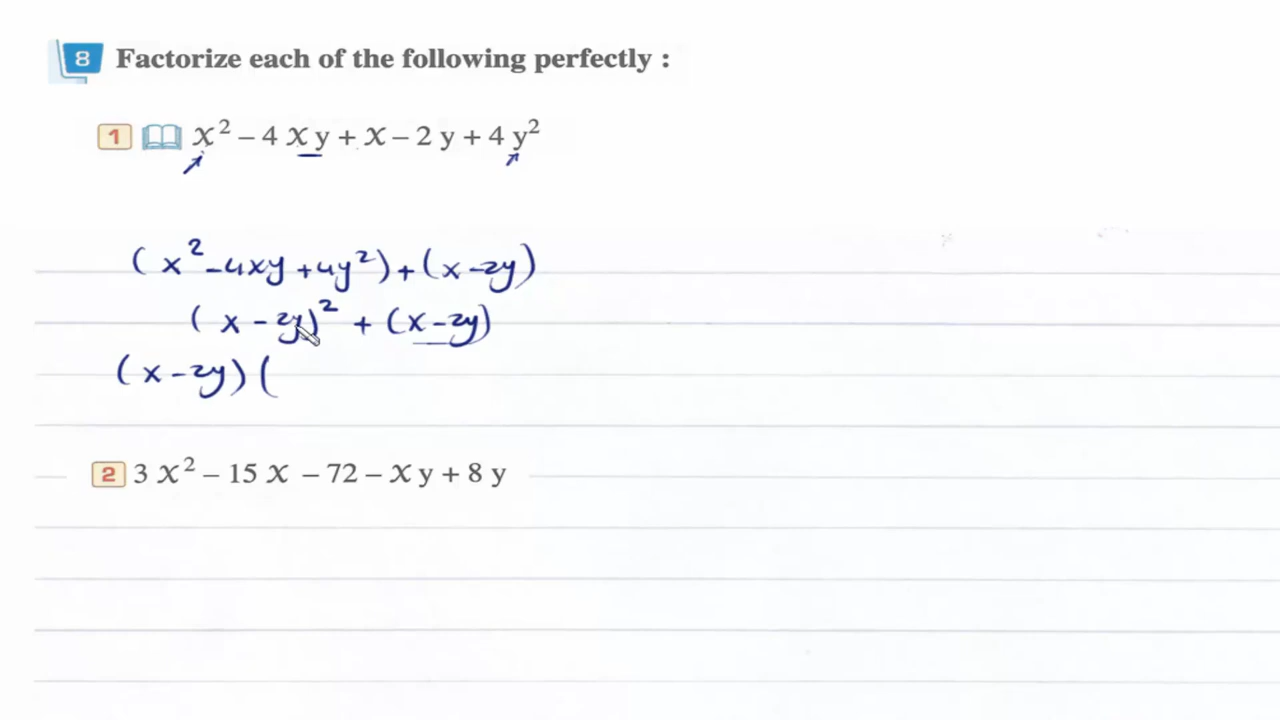 8 Factorize each of the following perfectly :
1 x² – 4 x y + x – 2 y + 4 y²
(x² - 4xy + 4y²) + (x - 2y)
(x - 2y)² + (x - 2y)
(x - 2y) (
2 3 x² – 15 x – 72 – x y + 8 y